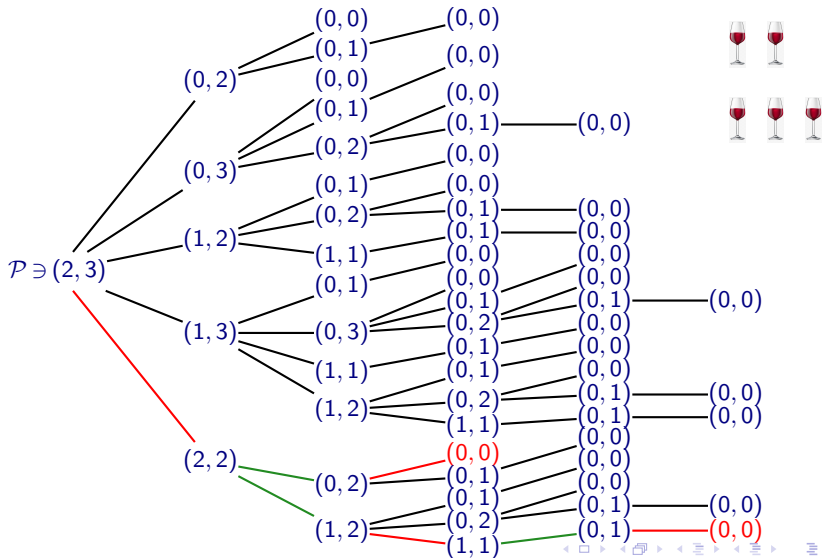 (0, 0) (0, 0)
(0, 1)
(0, 0)
(0, 2) (0, 0)
(0, 0)
(0, 1)
(0, 1) (0, 0)
(0, 2) (0, 0)
(0, 3)
(0, 1) (0, 0)
(0, 2) (0, 1) (0, 0)
(1, 2) (0, 1) (0, 0)
(1, 1) (0, 0) (0, 0)
𝒫 ∋ (2, 3) (0, 0) (0, 0)
(0, 1)
(0, 1) (0, 1) (0, 0)
(0, 2) (0, 0)
(1, 3) (0, 3)
(0, 1) (0, 0)
(1, 1) (0, 1) (0, 0)
(0, 2) (0, 1) (0, 0)
(1, 2)
(1, 1) (0, 1) (0, 0)
(0, 0)
(0, 0)
(2, 2) (0, 0)
(0, 2) (0, 1) (0, 0)
(0, 1) (0, 1) (0, 0)
(1, 2) (0, 2) (0, 1) (0, 0)
(1, 1)